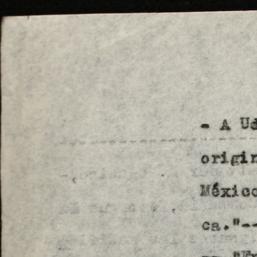 - A Ud
origin
México
ca."--